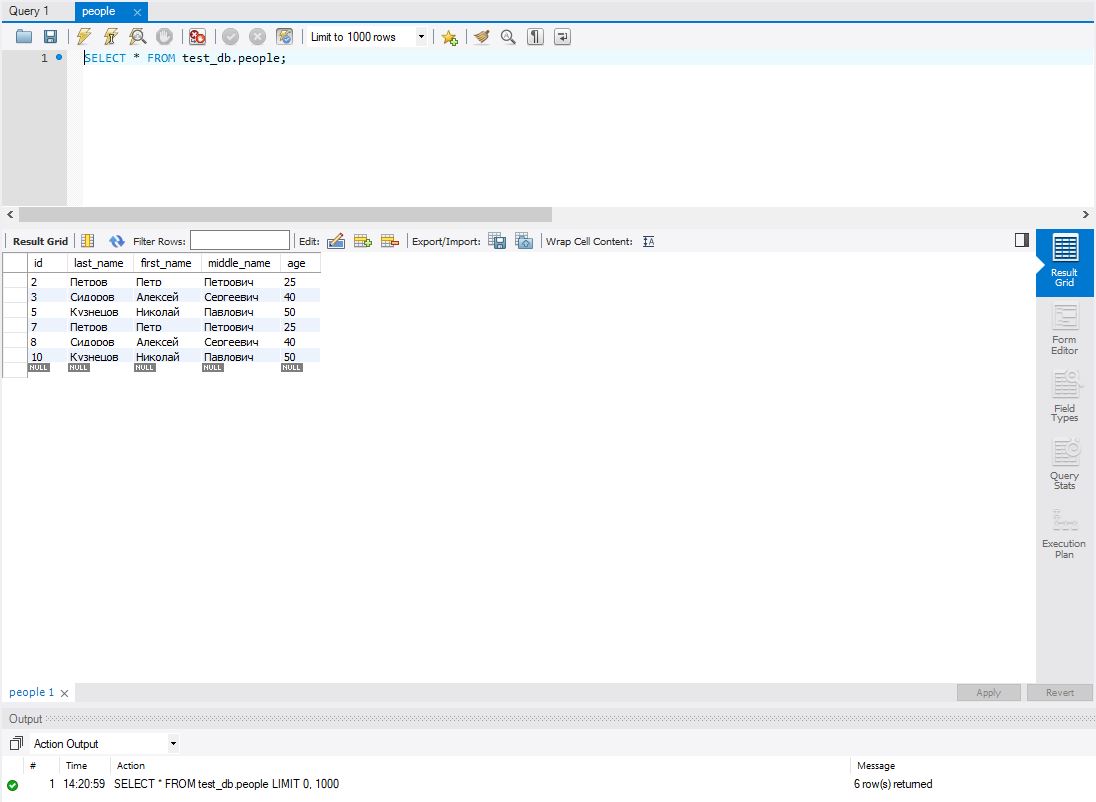 Query 1 people
Limit to 1000 rows
1 SELECT * FROM test_db.people;
Result Grid Filter Rows: Edit: Export/Import: Wrap Cell Content:
id last_name first_name middle_name age
2 Петров Петр Петрович 25
3 Сидоров Алексей Сергеевич 40
5 Кузнецов Николай Павлович 50
7 Петров Петр Петрович 25
8 Сидоров Алексей Сергеевич 40
10 Кузнецов Николай Павлович 50
NULL NULL NULL NULL NULL
Result
Grid
Form
Editor
Field
Types
Query
Stats
Execution
Plan
people 1 Apply Revert
Output
Action Output
# Time Action Message
1 14:20:59 SELECT * FROM test_db.people LIMIT 0, 1000 6 row(s) returned